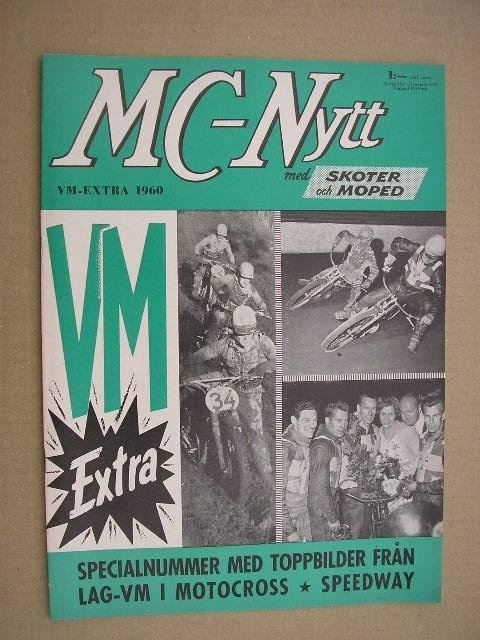 1:—
MC-Nytt
med SKOTER
och MOPED
VM-EXTRA 1960
VM
Extra
34
SPECIALNUMMER MED TOPPBILDER FRÅN
LAG-VM I MOTOCROSS ★ SPEEDWAY